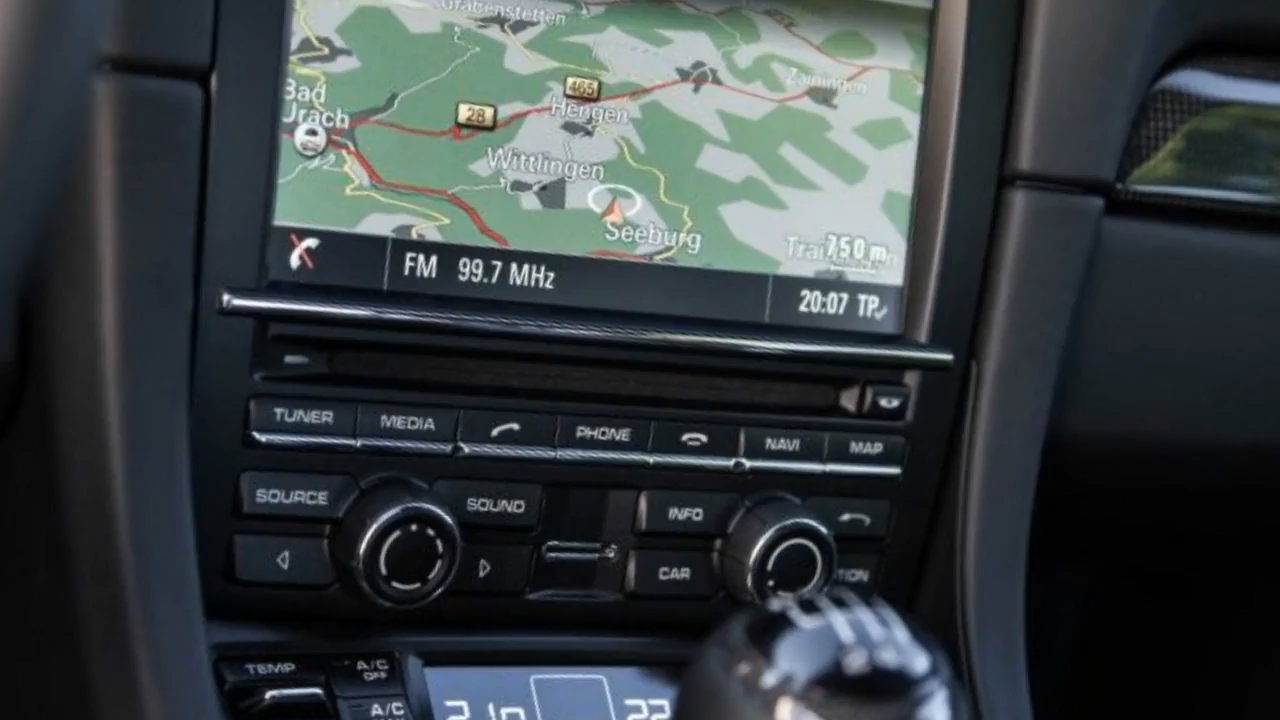 Grabenstetten
Zainingen
Bad
Urach
465
28
Hengen
Wittlingen
Seeburg
750 m
FM 99.7 MHz
20:07 TP
TUNER
MEDIA
PHONE
NAVI
MAP
SOURCE
SOUND
INFO
CAR
TEMP
A/C
OFF
A/C